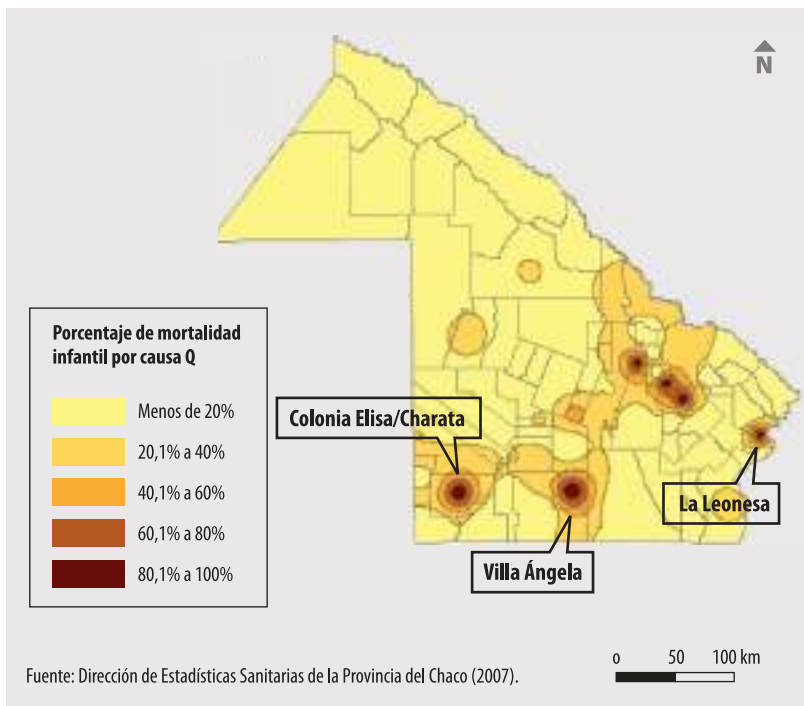 N
Porcentaje de mortalidad
infantil por causa Q
Menos de 20%
20,1% a 40%
40,1% a 60%
60,1% a 80%
80,1% a 100%
Colonia Elisa/Charata
Villa Ángela
La Leonesa
Fuente: Dirección de Estadísticas Sanitarias de la Provincia del Chaco (2007).
0 50 100 km